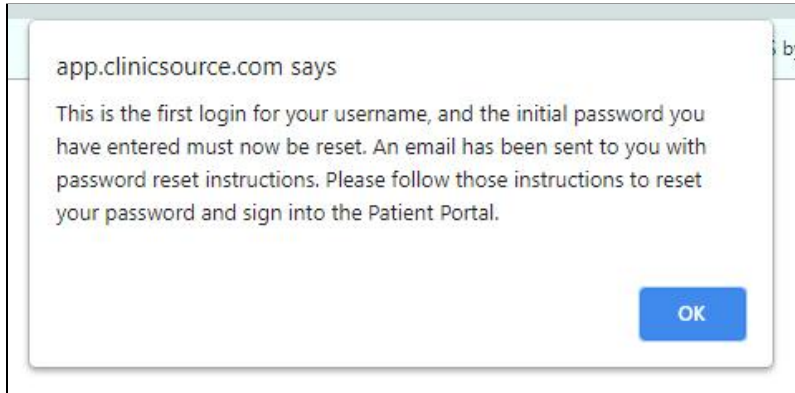 app.clinicsource.com says
This is the first login for your username, and the initial password you
have entered must now be reset. An email has been sent to you with
password reset instructions. Please follow those instructions to reset
your password and sign into the Patient Portal.
OK